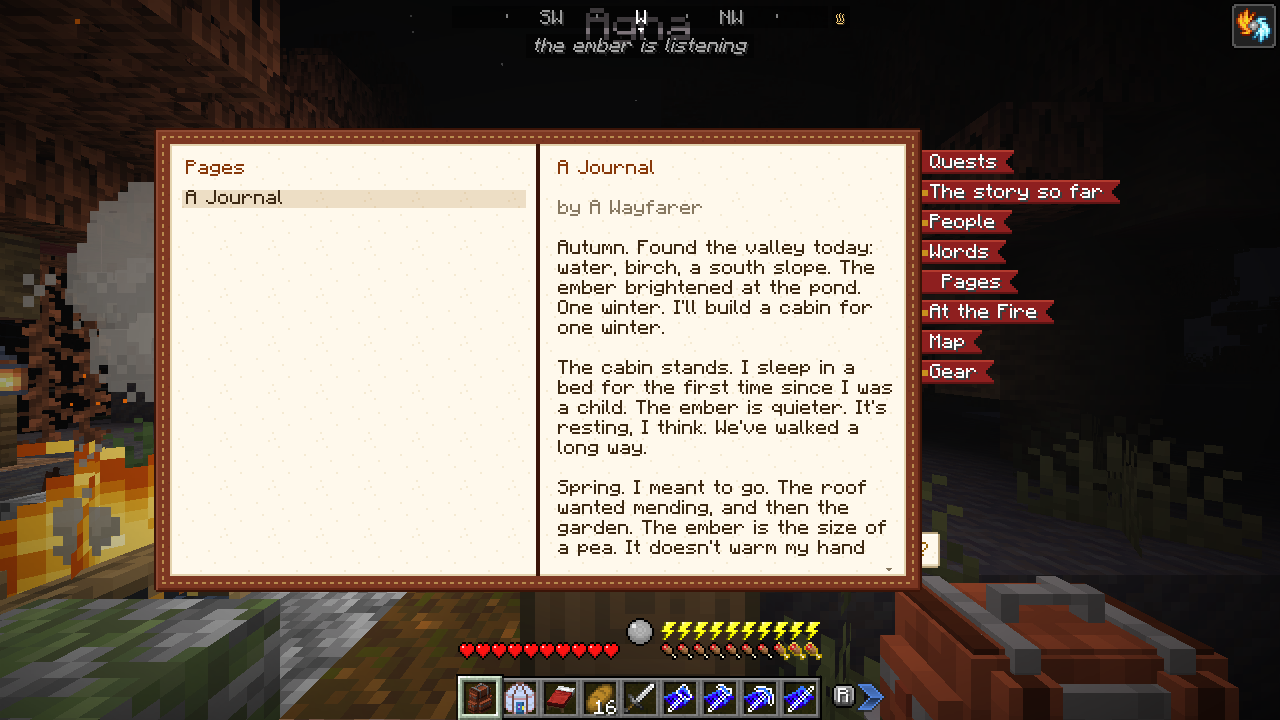 SW W NW
Agna
the ember is listening
Pages
A Journal
A Journal
by A Wayfarer
Autumn. Found the valley today:
water, birch, a south slope. The
ember brightened at the pond.
One winter. I'll build a cabin for
one winter.
The cabin stands. I sleep in a
bed for the first time since I was
a child. The ember is quieter. It's
resting, I think. We've walked a
long way.
Spring. I meant to go. The roof
wanted mending, and then the
garden. The ember is the size of
a pea. It doesn't warm my hand
Quests
The story so far
People
Words
Pages
At the Fire
Map
Gear
?
16
R